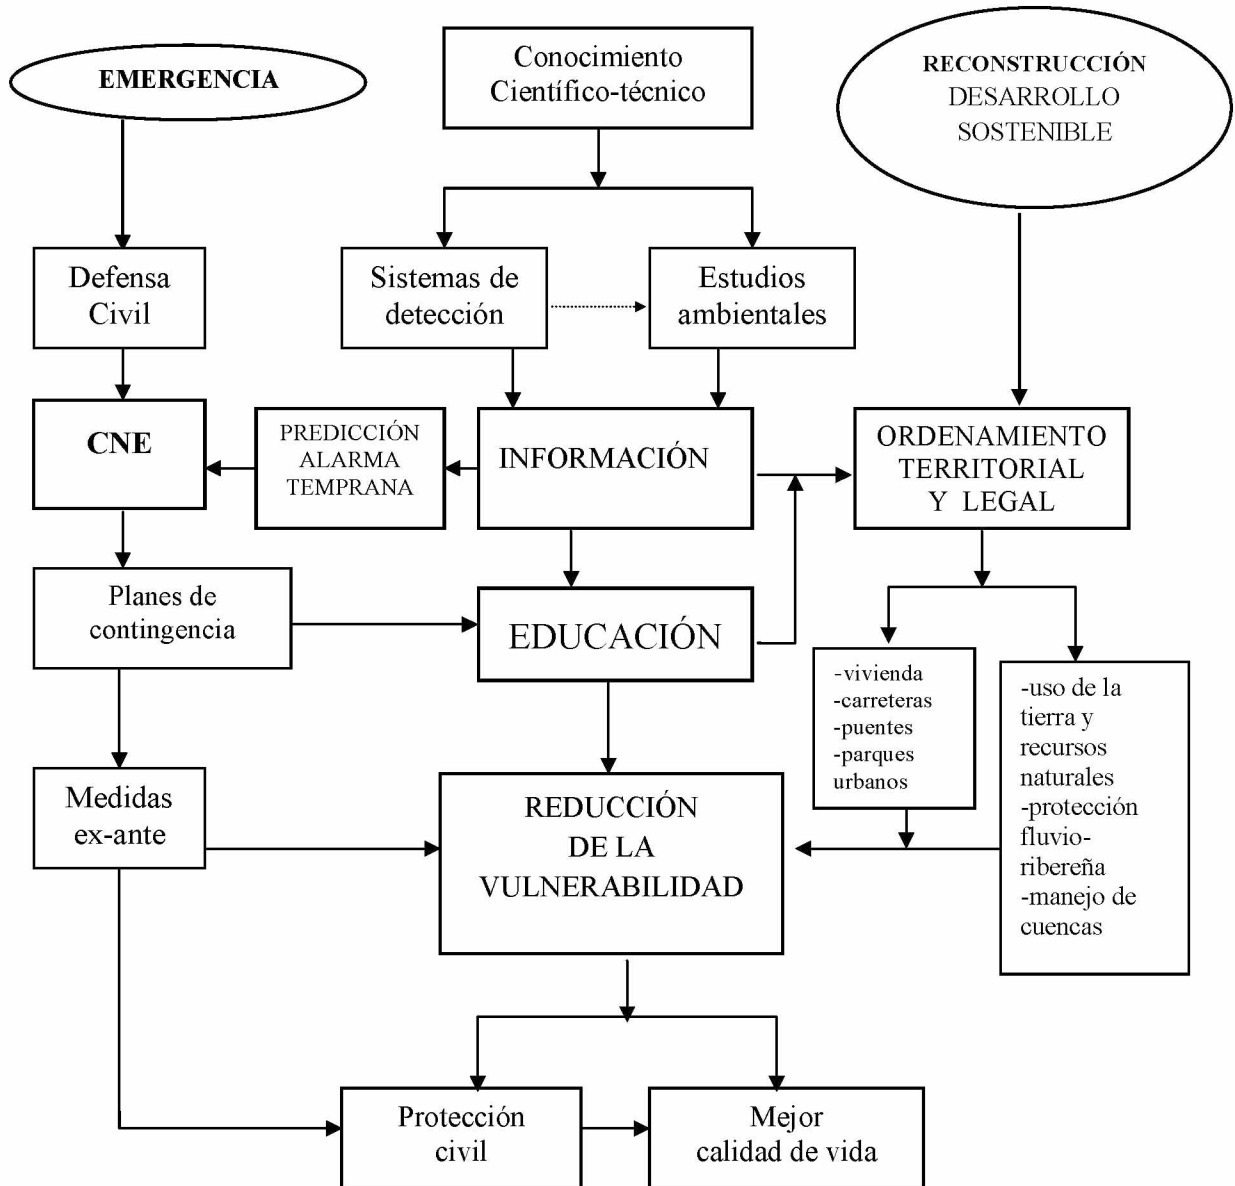 EMERGENCIA
Conocimiento
Científico-técnico
RECONSTRUCCIÓN
DESARROLLO
SOSTENIBLE
Defensa
Civil
Sistemas de
detección
Estudios
ambientales
CNE
PREDICCIÓN
ALARMA
TEMPRANA
INFORMACIÓN
ORDENAMIENTO
TERRITORIAL
Y LEGAL
Planes de
contingencia
EDUCACIÓN
-vivienda
-carreteras
-puentes
-parques
urbanos
-uso de la
tierra y
recursos
naturales
-protección
fluvio-
ribereña
-manejo de
cuencas
Medidas
ex-ante
REDUCCIÓN
DE LA
VULNERABILIDAD
Protección
civil
Mejor
calidad de vida